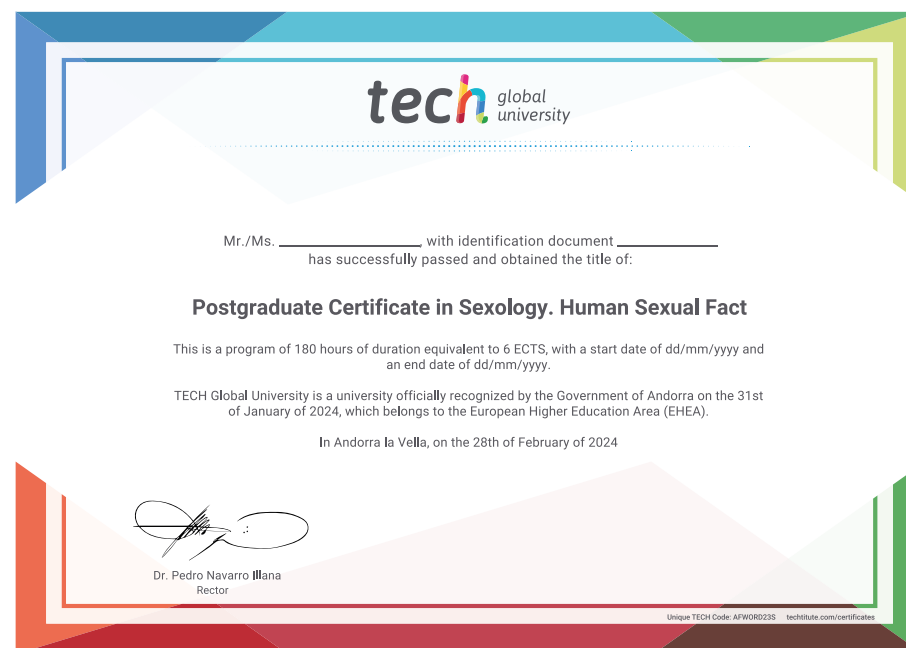 tech global
university
Mr./Ms. ____________________, with identification document ______________
has successfully passed and obtained the title of:
Postgraduate Certificate in Sexology. Human Sexual Fact
This is a program of 180 hours of duration equivalent to 6 ECTS, with a start date of dd/mm/yyyy and
an end date of dd/mm/yyyy.
TECH Global University is a university officially recognized by the Government of Andorra on the 31st
of January of 2024, which belongs to the European Higher Education Area (EHEA).
In Andorra la Vella, on the 28th of February of 2024
Dr. Pedro Navarro Illana
Rector
Unique TECH Code: AFWORD23S techtitute.com/certificates